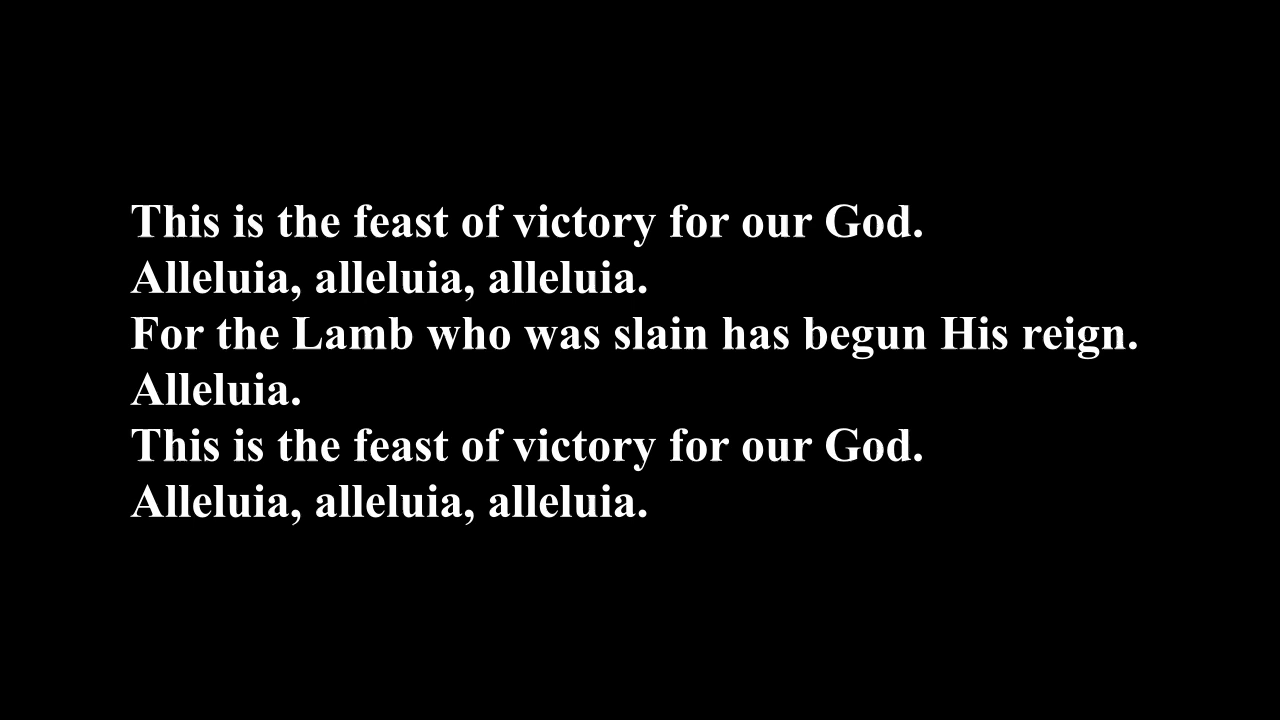 This is the feast of victory for our God.
Alleluia, alleluia, alleluia.
For the Lamb who was slain has begun His reign.
Alleluia.
This is the feast of victory for our God.
Alleluia, alleluia, alleluia.